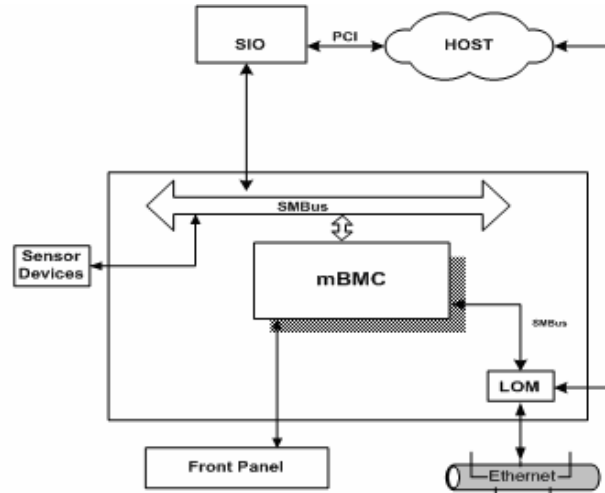 SIO
PCI
HOST
SMBus
Sensor
Devices
mBMC
SMBus
LOM
Front Panel
Ethernet